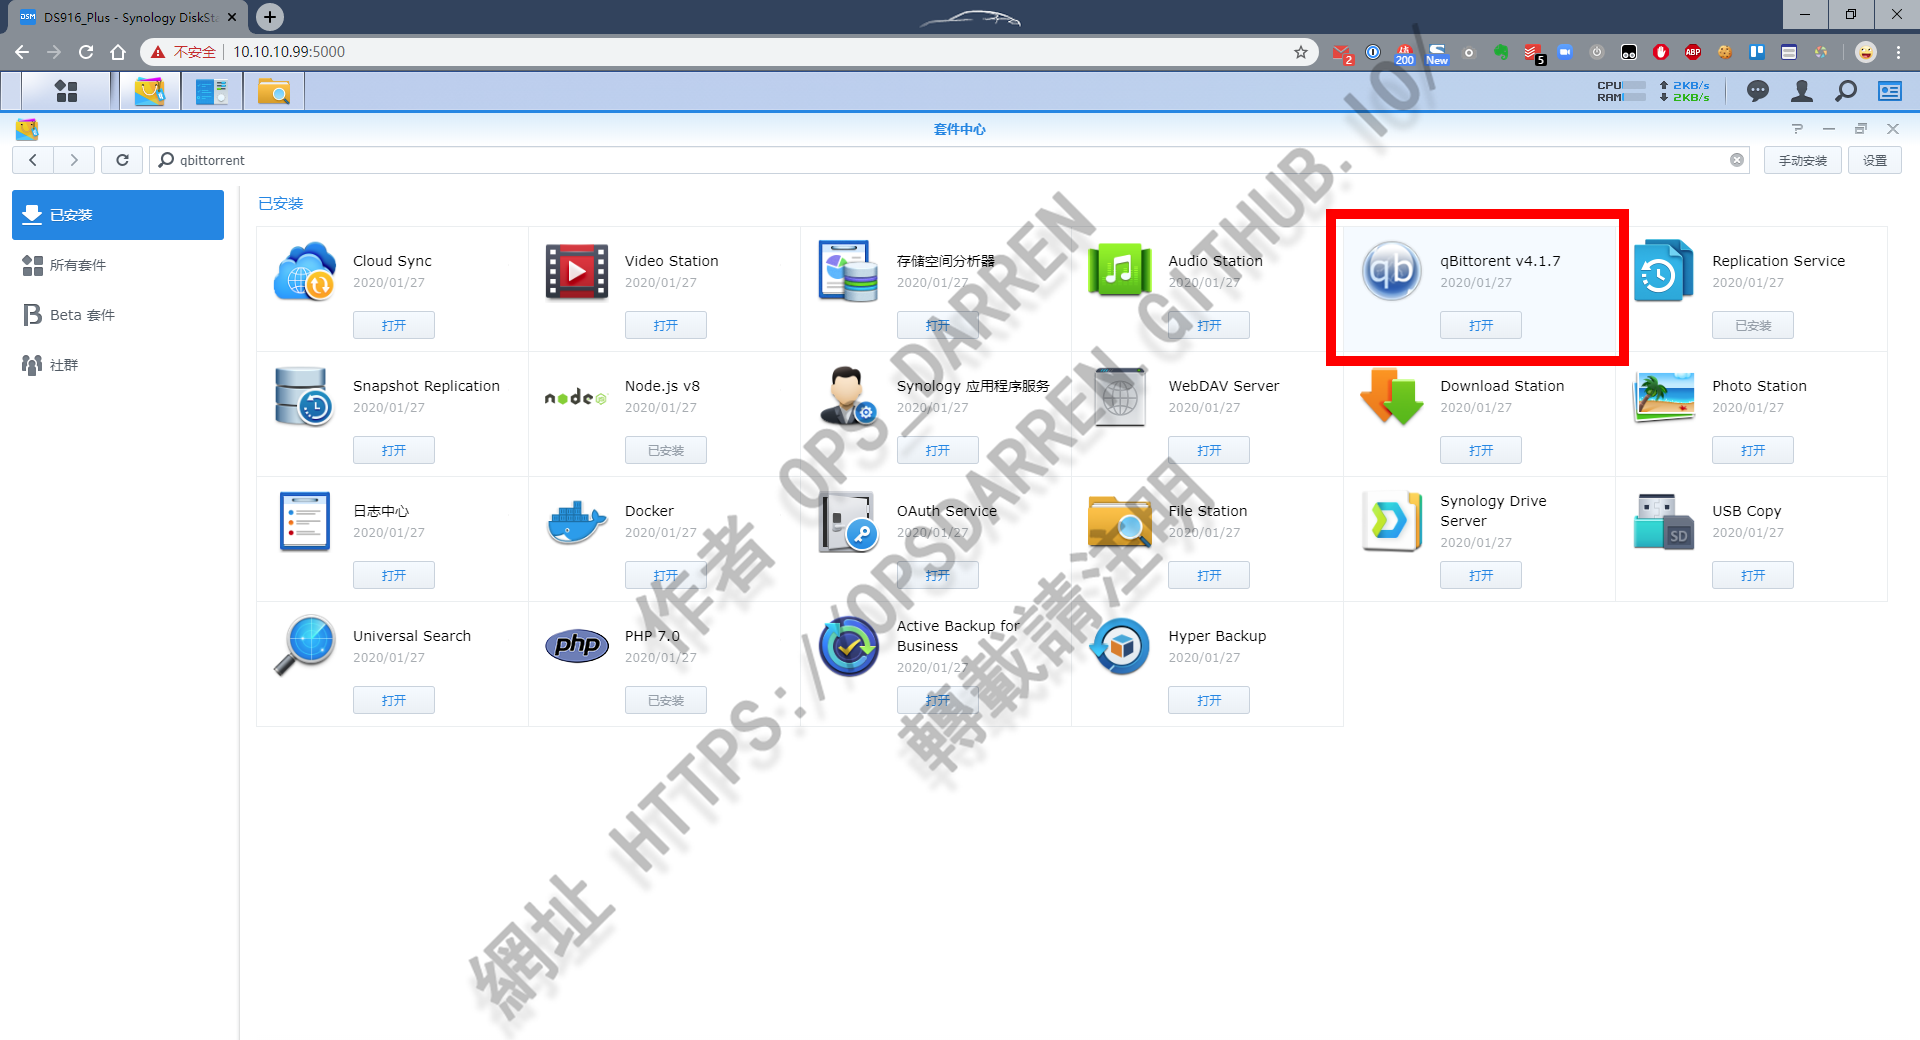 DS916_Plus - Synology DiskSta
不安全
10.10.10.99:5000
2
200
New
5
ABP
CPU
RAM
2KB/s
2KB/s
套件中心
qbittorrent
手动安装
设置
已安装
所有套件
Beta 套件
社群
已安装
Cloud Sync
2020/01/27
打开
Video Station
2020/01/27
打开
存储空间分析器
2020/01/27
打开
Audio Station
2020/01/27
打开
qb
qBittorent v4.1.7
2020/01/27
打开
Replication Service
2020/01/27
已安装
Snapshot Replication
2020/01/27
打开
node
Node.js v8
2020/01/27
已安装
Synology 应用程序服务
2020/01/27
打开
WebDAV Server
2020/01/27
打开
Download Station
2020/01/27
打开
Photo Station
2020/01/27
打开
日志中心
2020/01/27
打开
Docker
2020/01/27
打开
OAuth Service
2020/01/27
打开
File Station
2020/01/27
打开
Synology Drive
Server
2020/01/27
打开
SD
USB Copy
2020/01/27
打开
Universal Search
2020/01/27
打开
php
PHP 7.0
2020/01/27
已安装
Active Backup for
Business
2020/01/27
打开
Hyper Backup
2020/01/27
打开
作者 OPS_DARREN
網址 HTTPS://OPSDARREN.GITHUB.IO/
轉載請注明